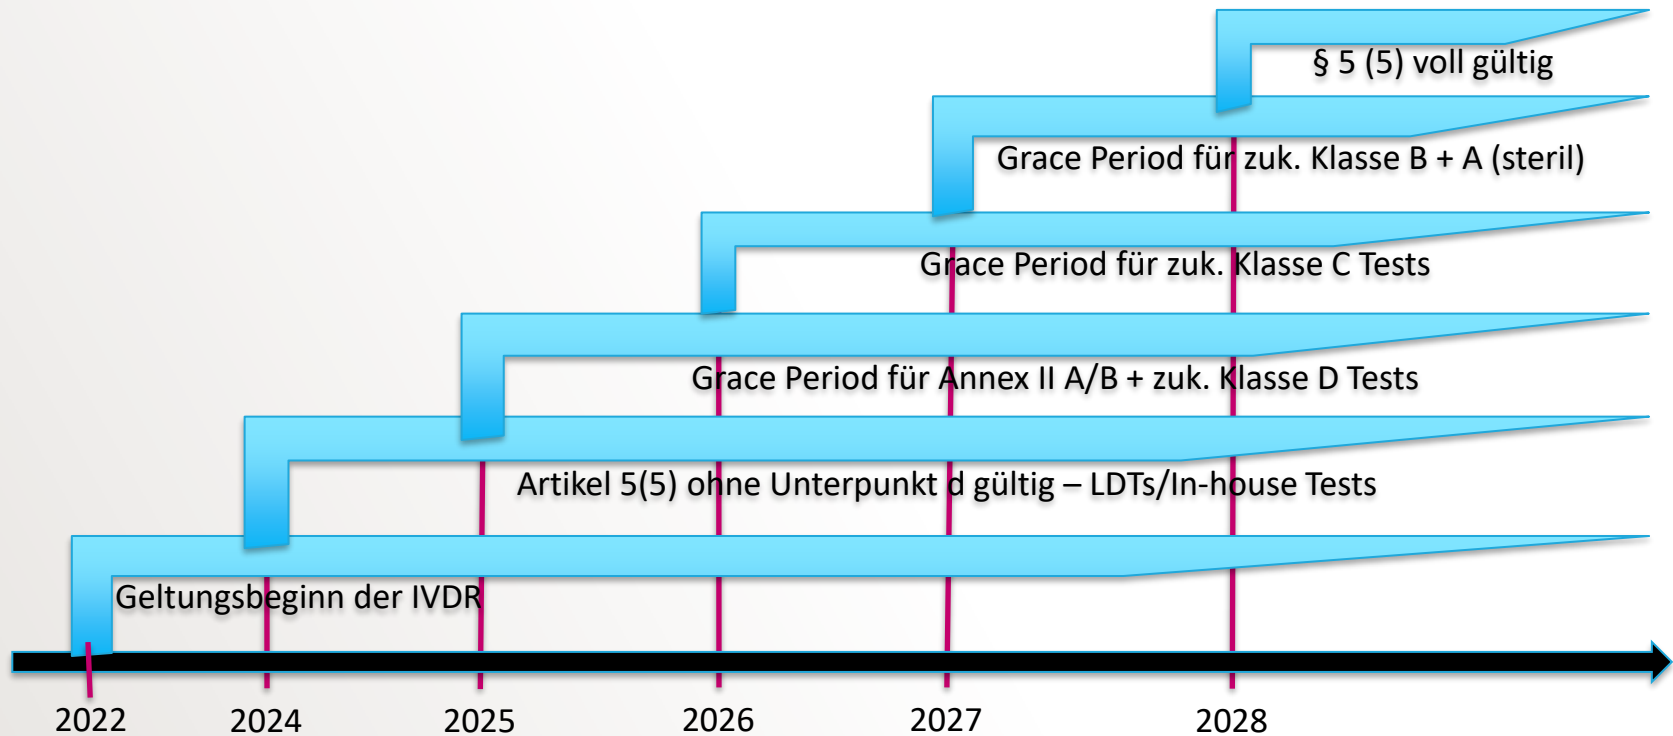 § 5 (5) voll gültig
Grace Period für zuk. Klasse B + A (steril)
Grace Period für zuk. Klasse C Tests
Grace Period für Annex II A/B + zuk. Klasse D Tests
Artikel 5(5) ohne Unterpunkt d gültig – LDTs/In-house Tests
Geltungsbeginn der IVDR
2022 2024 2025 2026 2027 2028